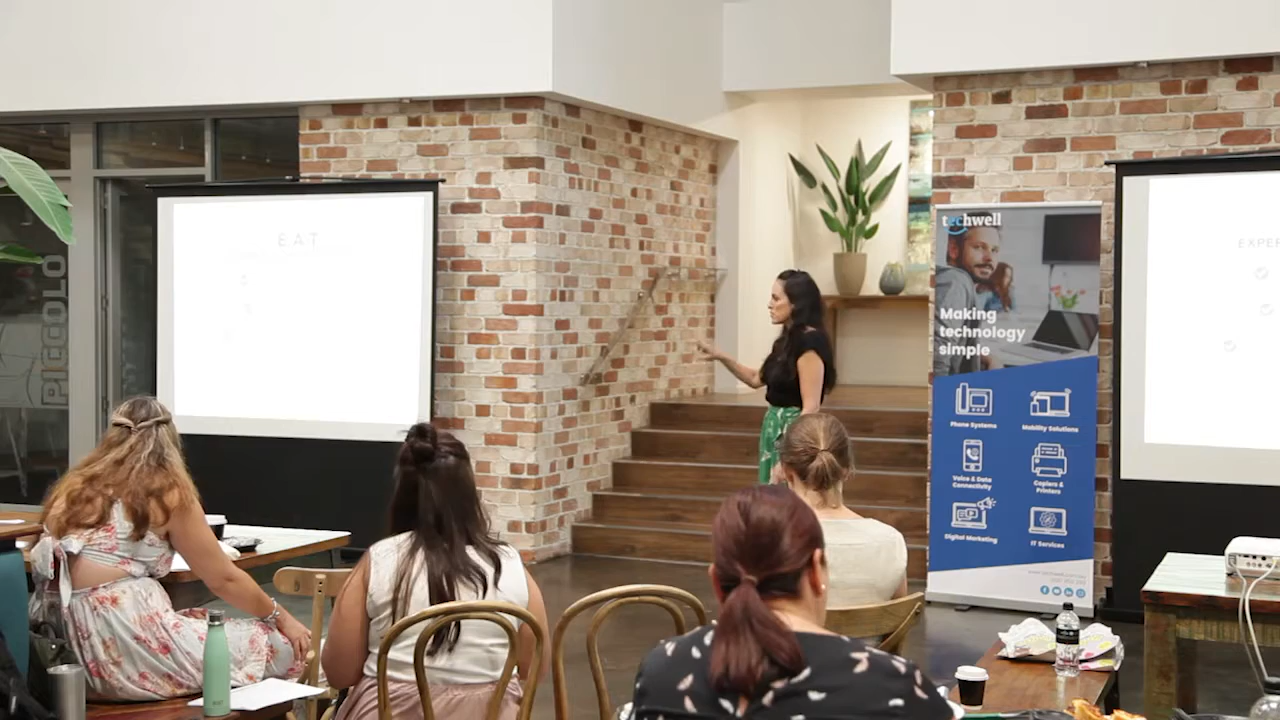 EAT
EXPER
PICCOLO
techwell
Making
technology
simple
Phone Systems
Mobility Solutions
Voice & Data
Connectivity
Copiers &
Printers
Digital Marketing
IT Services